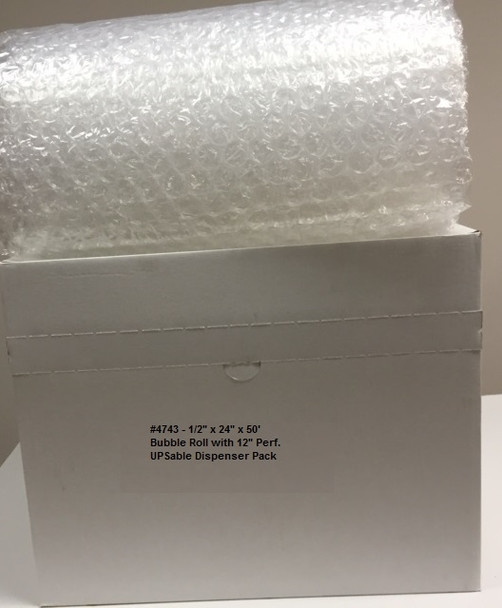 #4743 - 1/2" x 24" x 50'
Bubble Roll with 12" Perf.
UPSable Dispenser Pack